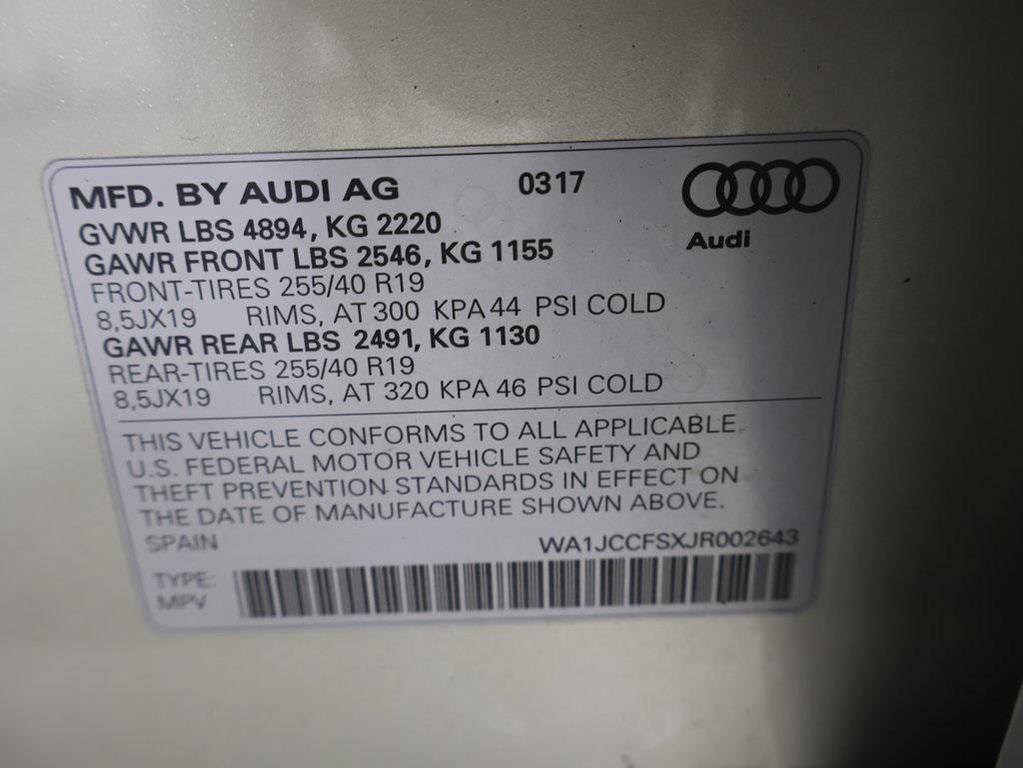 MFD. BY AUDI AG 0317
Audi
GVWR LBS 4894, KG 2220
GAWR FRONT LBS 2546, KG 1155
FRONT-TIRES 255/40 R19
8,5JX19 RIMS, AT 300 KPA 44 PSI COLD
GAWR REAR LBS 2491, KG 1130
REAR-TIRES 255/40 R19
8,5JX19 RIMS, AT 320 KPA 46 PSI COLD
THIS VEHICLE CONFORMS TO ALL APPLICABLE
U.S. FEDERAL MOTOR VEHICLE SAFETY AND
THEFT PREVENTION STANDARDS IN EFFECT ON
THE DATE OF MANUFACTURE SHOWN ABOVE.
SPAIN WA1JCCFSXJR002643
TYPE:
MPV